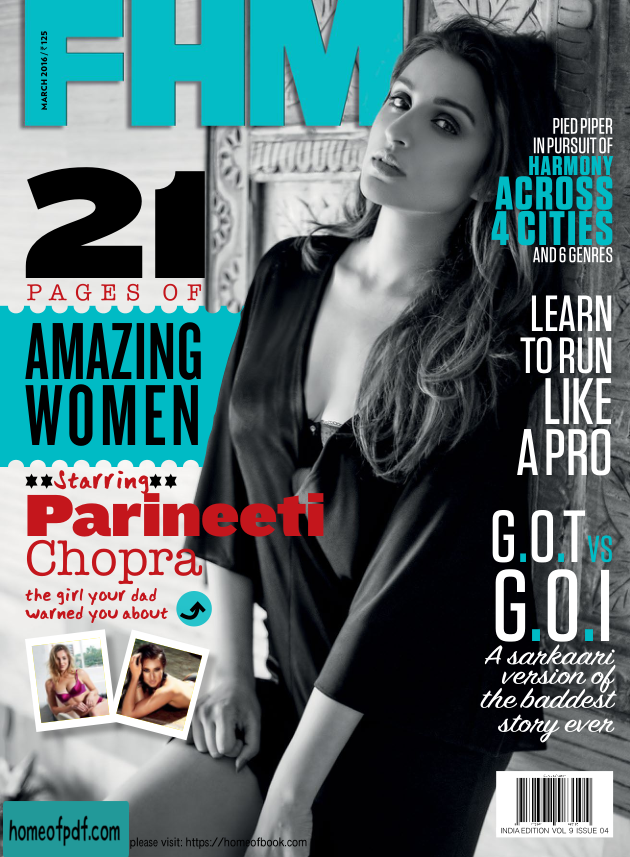 FHM
MARCH 2016 / ₹125
21
PAGES OF
AMAZING
WOMEN
Starring
Parineeti
Chopra
the girl your dad
warned you about
PIED PIPER
IN PURSUIT OF
HARMONY
ACROSS
4 CITIES
AND 6 GENRES
LEARN
TO RUN
LIKE
A PRO
G.O.T VS
G.O.I
A sarkaari
version of
the baddest
story ever
INDIA EDITION VOL 9 ISSUE 04
homeofpdf.com
please visit: https://homeofbook.com